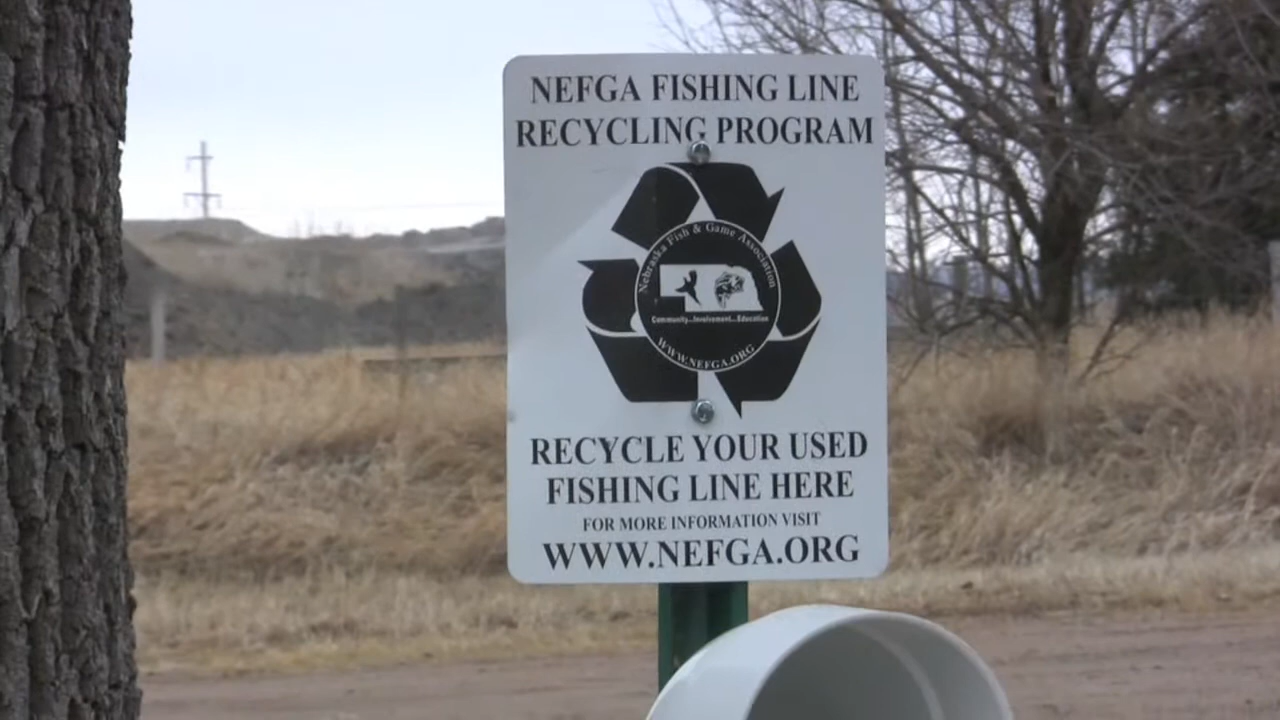 NEFGA FISHING LINE
RECYCLING PROGRAM
Nebraska Fish & Game Association
Community...Involvement...Education
WWW.NEFGA.ORG
RECYCLE YOUR USED
FISHING LINE HERE
FOR MORE INFORMATION VISIT
WWW.NEFGA.ORG